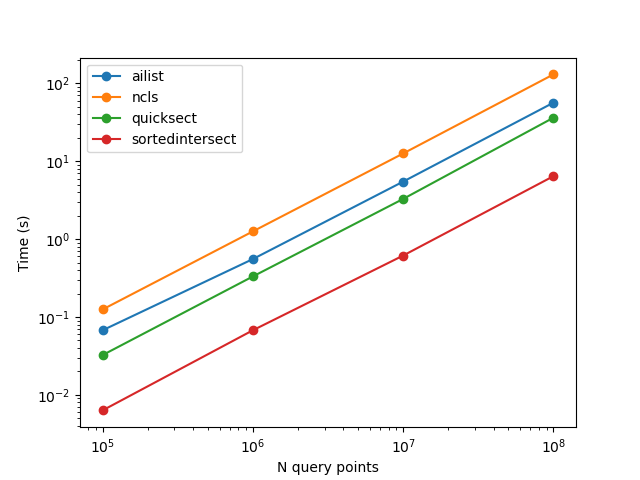 ailist
ncls
quicksect
sortedintersect
10²
10¹
10⁰
10⁻¹
10⁻²
Time (s)
10⁵ 10⁶ 10⁷ 10⁸
N query points